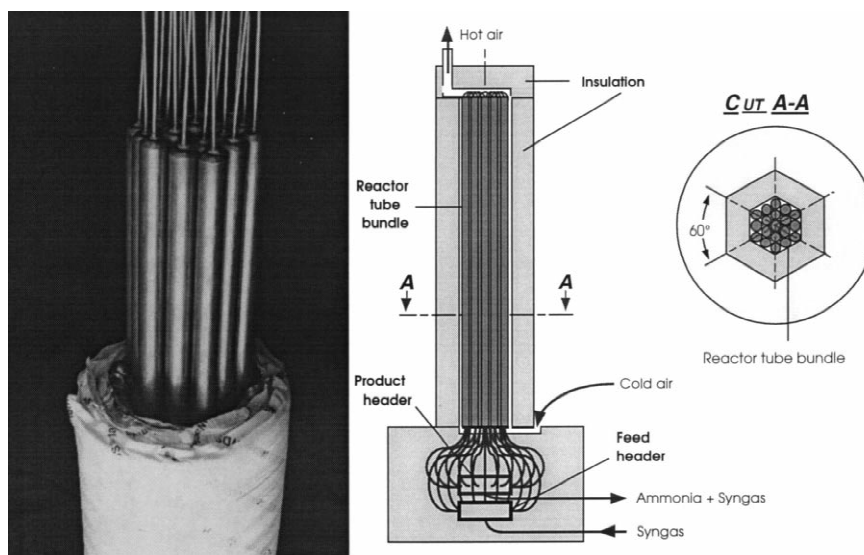 Hot air
Insulation
CUT A-A
Reactor
tube
bundle
60°
A
A
Reactor tube bundle
Cold air
Product
header
Feed
header
Ammonia + Syngas
Syngas